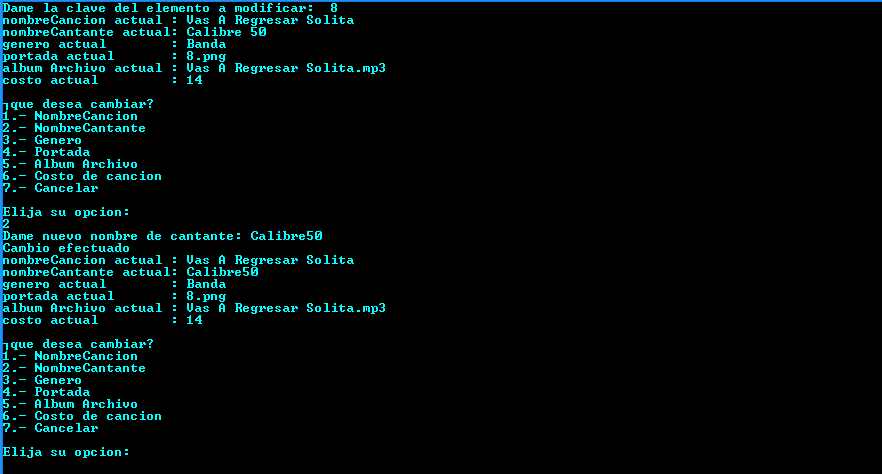 Dame la clave del elemento a modificar:  8
nombreCancion actual : Vas A Regresar Solita
nombreCantante actual: Calibre 50
genero actual        : Banda
portada actual       : 8.png
album Archivo actual : Vas A Regresar Solita.mp3
costo actual         : 14
┐que desea cambiar?
1.- NombreCancion
2.- NombreCantante
3.- Genero
4.- Portada
5.- Album Archivo
6.- Costo de cancion
7.- Cancelar
Elija su opcion:
2
Dame nuevo nombre de cantante: Calibre50
Cambio efectuado
nombreCancion actual : Vas A Regresar Solita
nombreCantante actual: Calibre50
genero actual        : Banda
portada actual       : 8.png
album Archivo actual : Vas A Regresar Solita.mp3
costo actual         : 14
┐que desea cambiar?
1.- NombreCancion
2.- NombreCantante
3.- Genero
4.- Portada
5.- Album Archivo
6.- Costo de cancion
7.- Cancelar
Elija su opcion: